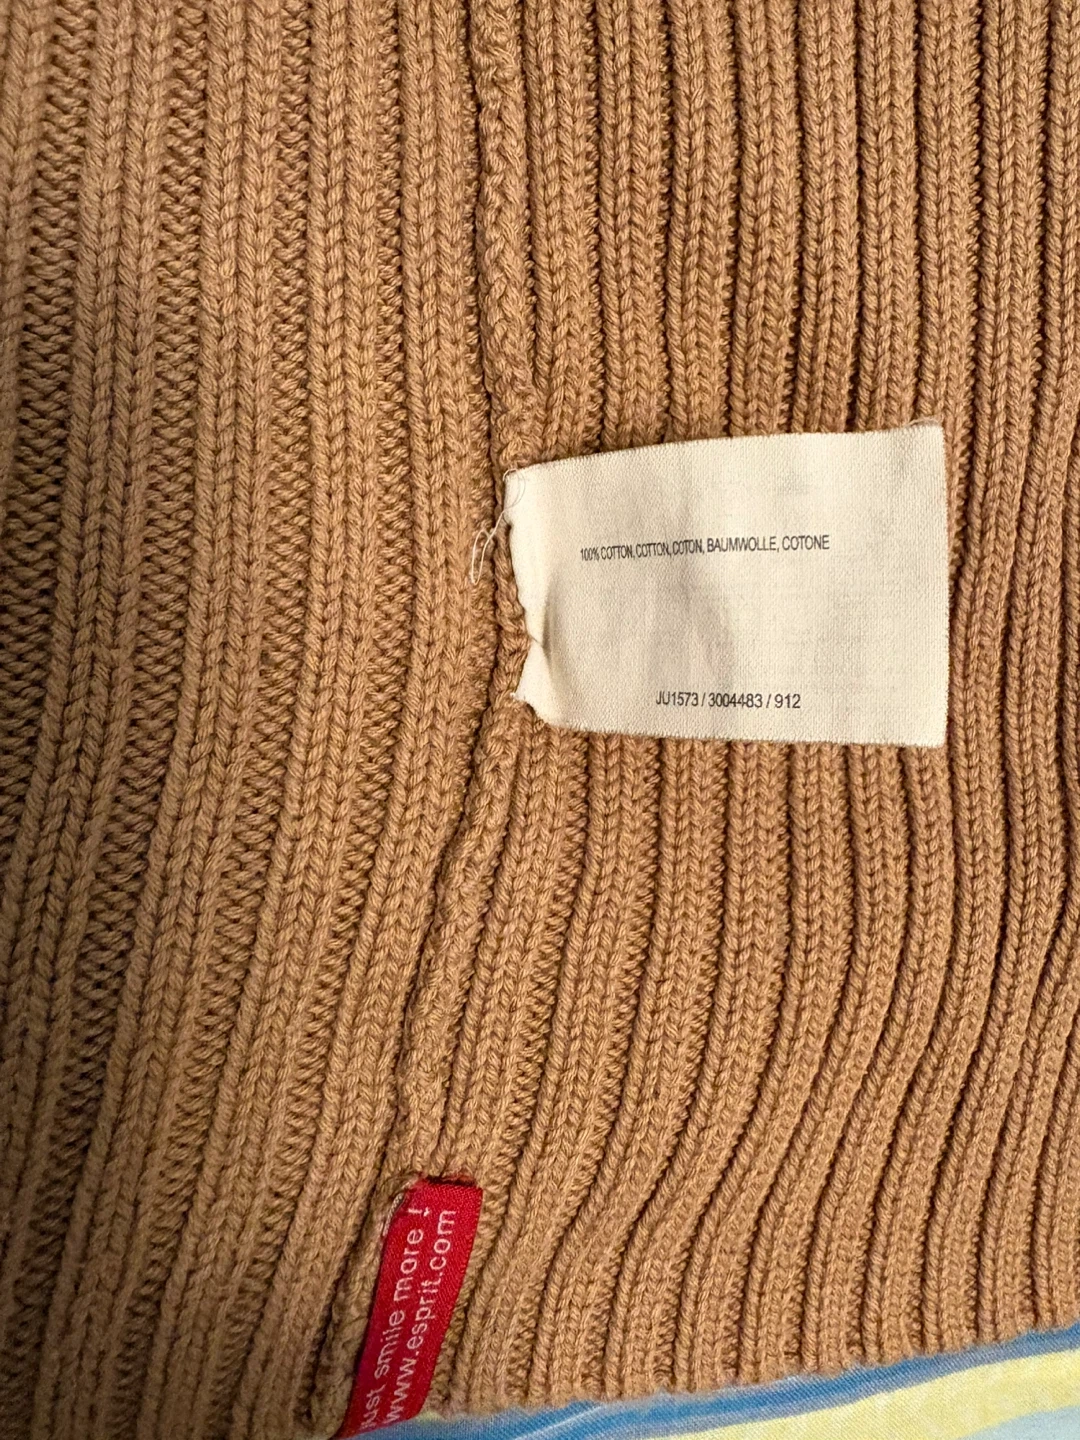 100% COTTON, COTTON, COTON, BAUMWOLLE, COTONE
JU1573 / 3004483 / 912
just smile more !
www.esprit.com